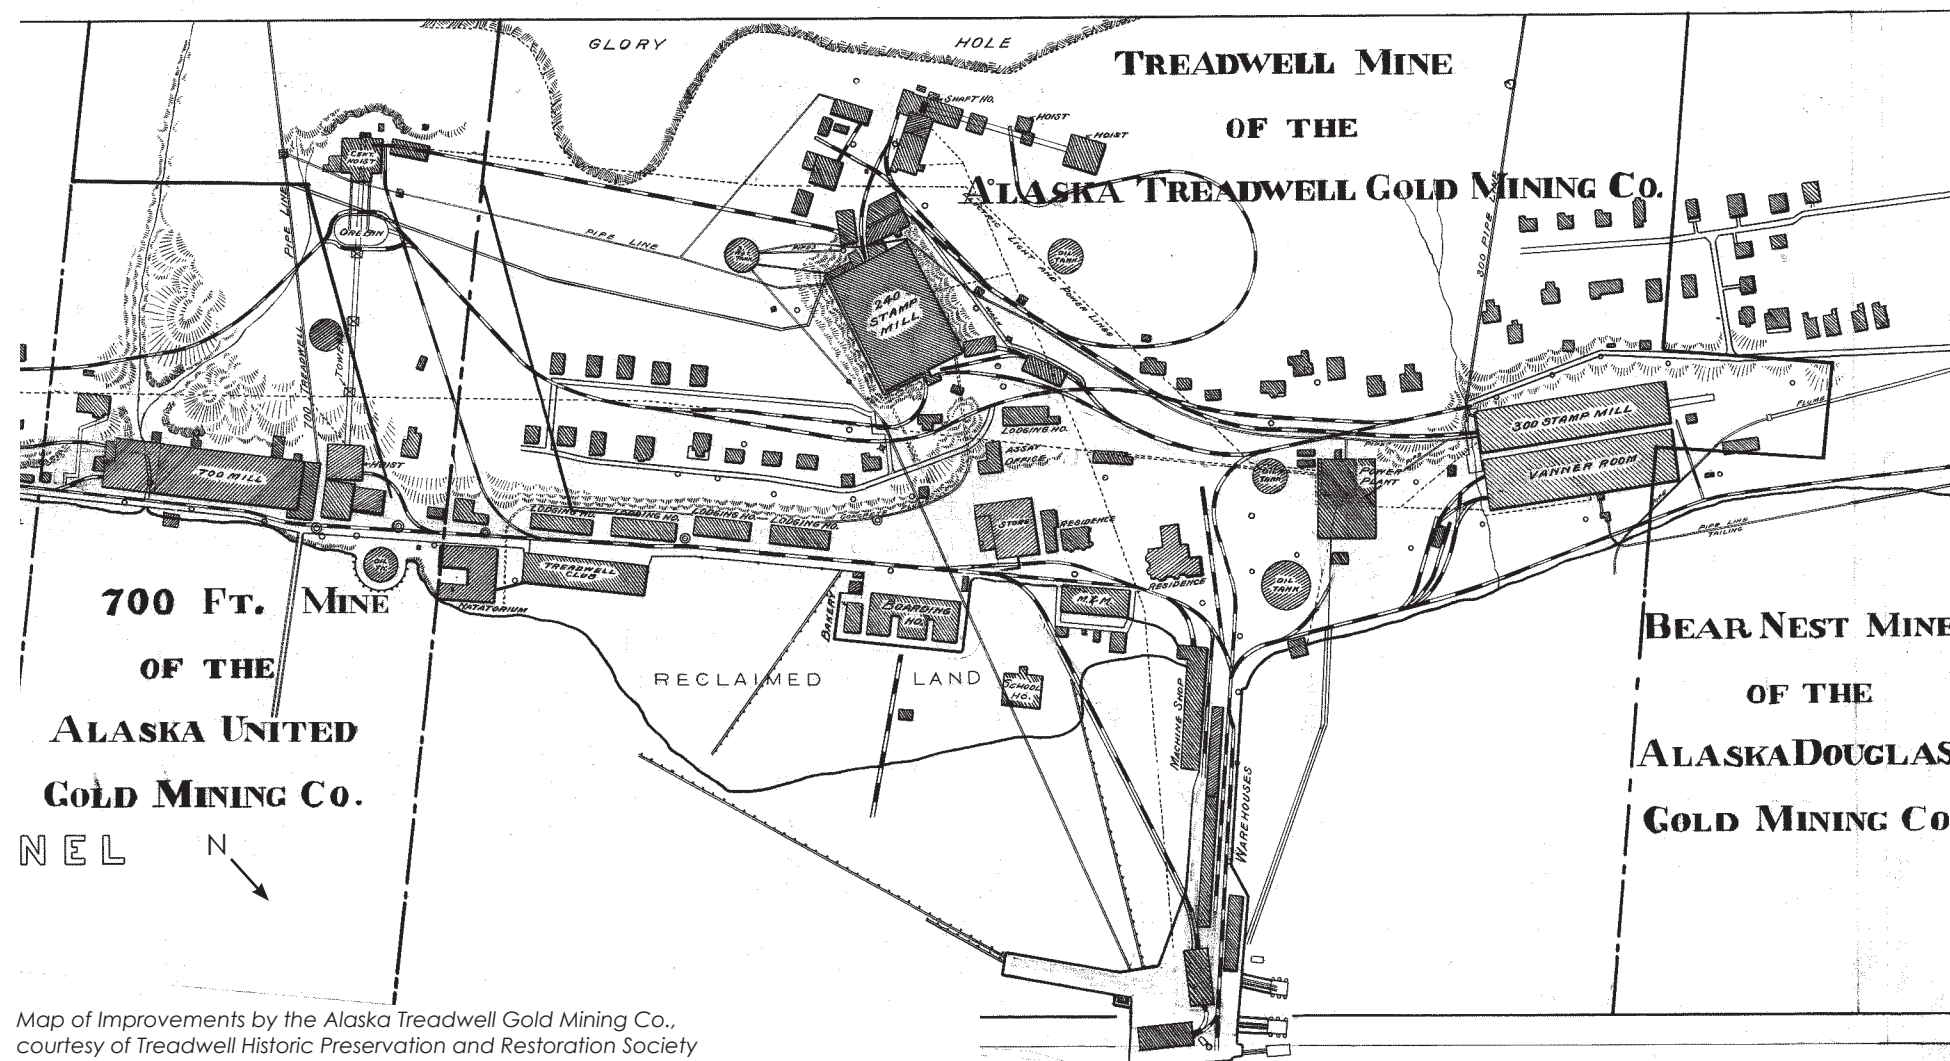 GLORY HOLE
TREADWELL MINE
OF THE
ALASKA TREADWELL GOLD MINING CO.
SHAFT HO.
HOIST
HOIST
CENT. HOIST
PIPE LINE
PIPE LINE
OIL TANK
ELECTRIC LIGHT AND POWER LINE
300 PIPE LINE
240
STAMP
MILL
700 TREADWELL
300 STAMP MILL
VANNER ROOM
FLUME
LODGING HO.
ASSAY
OFFICE
700 MILL
HOIST
POWER
PLANT
TANK
LODGING HO.
LODGING HO.
LODGING HO.
LODGING HO.
STORE
RESIDENCE
RESIDENCE
PIPE LINE
TAILING
OIL
TREADWELL
CLUB
NATATORIUM
BAKERY
BOARDING
HO.
M.&M.
OIL
TANK
RECLAIMED LAND
SCHOOL
HO.
MACHINE SHOP
WAREHOUSES
700 FT. MINE
OF THE
ALASKA UNITED
GOLD MINING CO.
BEAR NEST MINE
OF THE
ALASKA DOUGLAS
GOLD MINING CO
NEL
N
Map of Improvements by the Alaska Treadwell Gold Mining Co.,
courtesy of Treadwell Historic Preservation and Restoration Society